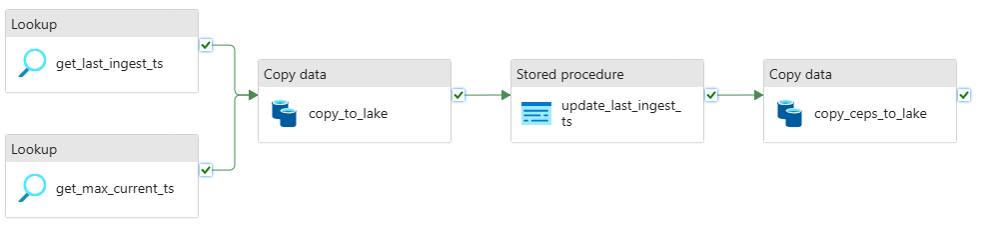 Lookup
get_last_ingest_ts
Lookup
get_max_current_ts
Copy data
copy_to_lake
Stored procedure
update_last_ingest_
ts
Copy data
copy_ceps_to_lake